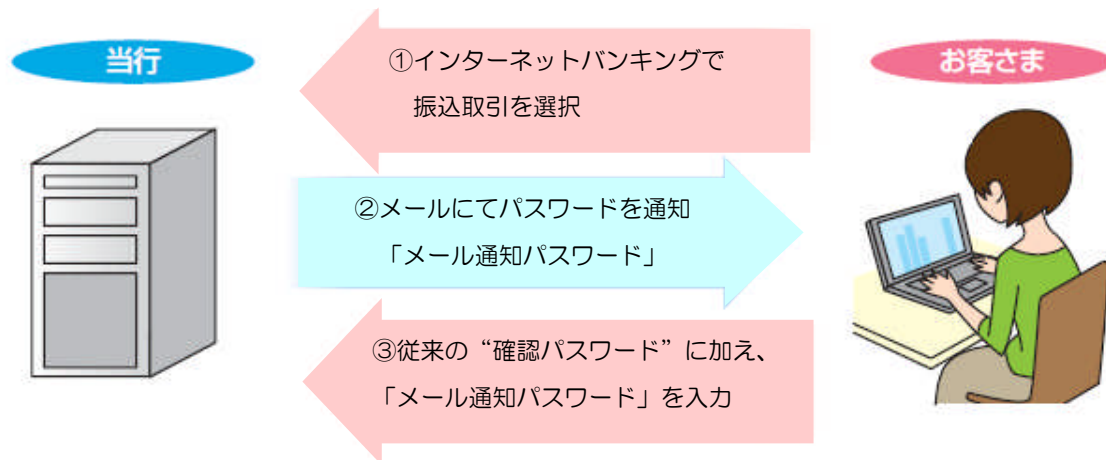 当行
お客さま
①インターネットバンキングで
振込取引を選択
②メールにてパスワードを通知
「メール通知パスワード」
③従来の“確認パスワード”に加え、
「メール通知パスワード」を入力